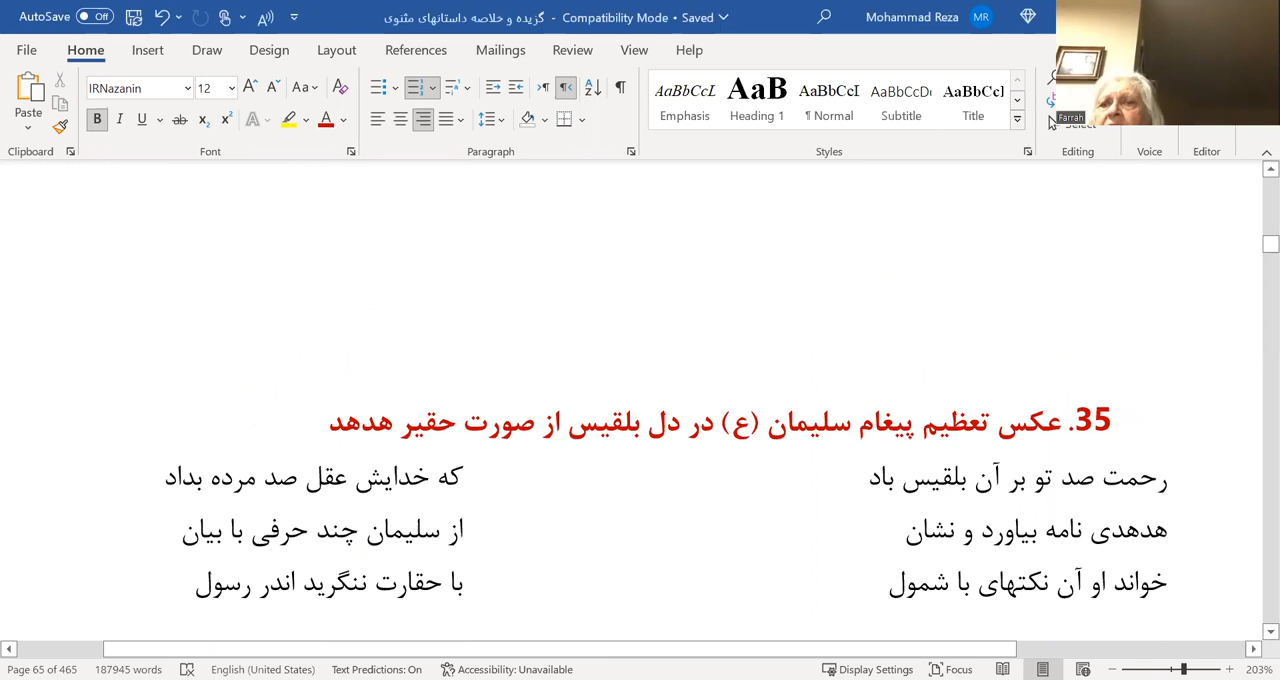 AutoSave Off گزیده و خلاصه داستانهای مثنوی - Compatibility Mode • Saved Mohammad Reza MR
File Home Insert Draw Design Layout References Mailings Review View Help
Paste IRNazanin 12 Aa
AaBbCcL AaB AaBbCcI AaBbCcD AaBbCcI
Emphasis Heading 1 ¶ Normal Subtitle Title
Farrah
Select
Clipboard Font Paragraph Styles Editing Voice Editor
35. عکس تعظیم پیغام سلیمان (ع) در دل بلقیس از صورت حقیر هدهد
رحمت صد تو بر آن بلقیس باد که خدایش عقل صد مرده بداد
هدهدی نامه بیاورد و نشان از سلیمان چند حرفی با بیان
خواند او آن نکتهای با شمول با حقارت ننگرید اندر رسول
Page 65 of 465 187945 words English (United States) Text Predictions: On Accessibility: Unavailable Display Settings Focus 203%